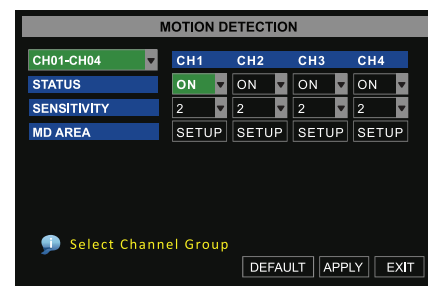 MOTION DETECTION
CH01-CH04 CH1 CH2 CH3 CH4
STATUS ON ON ON ON
SENSITIVITY 2 2 2 2
MD AREA SETUP SETUP SETUP SETUP
Select Channel Group
DEFAULT APPLY EXIT